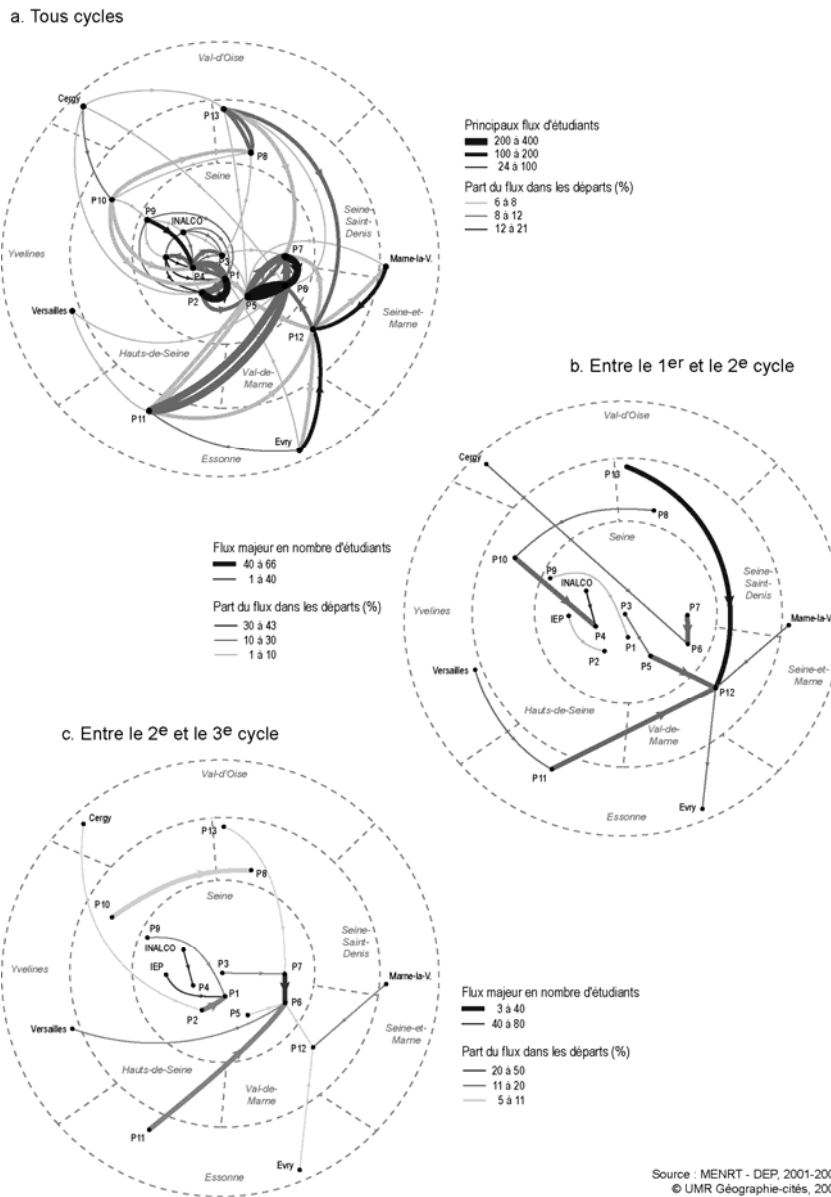 a. Tous cycles
Val-d'Oise
Cergy
P13
P8
Seine
P10
P9
INALCO
Seine-
Saint-
Denis
Yvelines
P3
P7
Marne-la-V.
P4
P1
P2
P5
P6
Versailles
Seine-et-
Marne
P12
Hauts-de-Seine
Val-de-
Marne
P11
Evry
Essonne
Principaux flux d'étudiants
200 à 400
100 à 200
24 à 100
Part du flux dans les départs (%)
6 à 8
8 à 12
12 à 21
b. Entre le 1er et le 2e cycle
Val-d'Oise
Cergy
P13
P8
Seine
P10
P9
INALCO
Seine-
Saint-
Denis
Yvelines
IEP
P3
P7
Marne-la-V.
P4
P1
P6
P2
P5
Versailles
Seine-et-
Marne
P12
Hauts-de-Seine
Val-de-
Marne
P11
Evry
Essonne
Flux majeur en nombre d'étudiants
40 à 66
1 à 40
Part du flux dans les départs (%)
30 à 43
10 à 30
1 à 10
c. Entre le 2e et le 3e cycle
Val-d'Oise
Cergy
P13
P8
Seine
P10
P9
INALCO
Seine-
Saint-
Denis
Yvelines
IEP
P3
P7
Marne-la-V.
P4
P1
P2
P5
P6
Versailles
Seine-et-
Marne
P12
Hauts-de-Seine
Val-de-
Marne
P11
Evry
Essonne
Flux majeur en nombre d'étudiants
3 à 40
40 à 80
Part du flux dans les départs (%)
20 à 50
11 à 20
5 à 11
Source : MENRT - DEP, 2001-200
© UMR Géographie-cités, 200